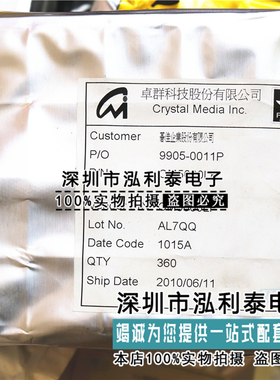 卓群科技股份有限公司
Crystal Media Inc.
Customer
P/O 9905-0011P
深圳市泓利泰电子
100%实物拍摄 盗图必究
Lot No. AL7QQ
Date Code 1015A
QTY 360
Ship Date 2010/06/11
深圳市泓利泰电子
竭诚为您提供一站式配套
本店100%实物实拍 盗图